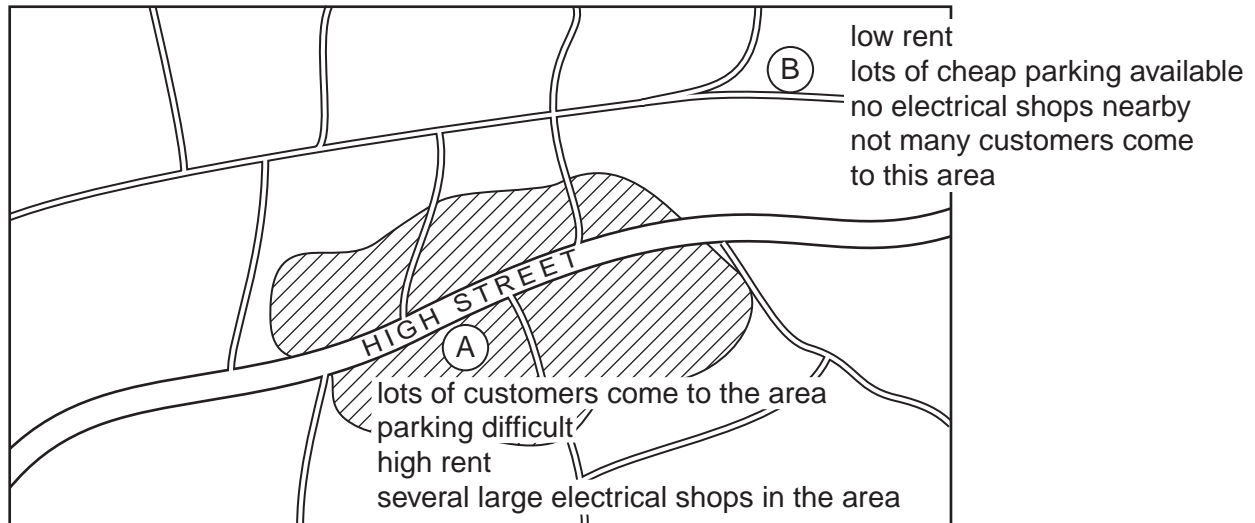 low rent
B
lots of cheap parking available
no electrical shops nearby
not many customers come
to this area
HIGH STREET
A
lots of customers come to the area
parking difficult
high rent
several large electrical shops in the area